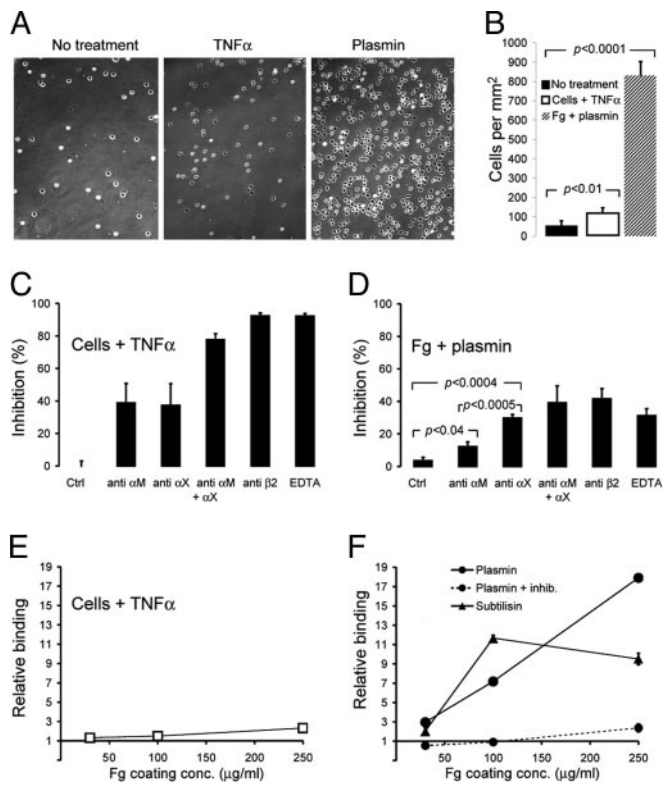 A
No treatment
TNFα
Plasmin
B
Cells per mm²
1000
900
800
700
600
500
400
300
200
100
0
p<0.0001
No treatment
Cells + TNFα
Fg + plasmin
p<0.01
C
Inhibition (%)
100
80
60
40
20
0
Cells + TNFα
Ctrl
anti αM
anti αX
anti αM
+ αX
anti β2
EDTA
D
Inhibition (%)
100
80
60
40
20
0
Fg + plasmin
p<0.0004
p<0.0005
p<0.04
Ctrl
anti αM
anti αX
anti αM
+ αX
anti β2
EDTA
E
Relative binding
19
17
15
13
11
9
7
5
3
1
Cells + TNFα
0
50
100
150
200
250
Fg coating conc. (μg/ml)
F
Relative binding
19
17
15
13
11
9
7
5
3
1
Plasmin
Plasmin + inhib.
Subtilisin
0
50
100
150
200
250
Fg coating conc. (μg/ml)